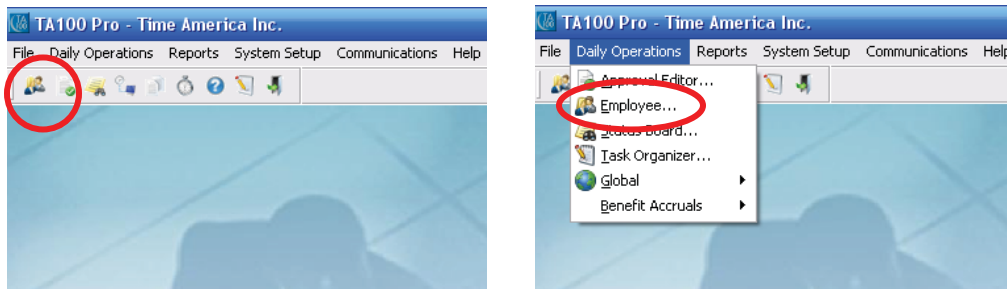 TA100 Pro - Time America Inc.
File Daily Operations Reports System Setup Communications Help
TA100 Pro - Time America Inc.
File Daily Operations Reports System Setup Communications Help
Approval Editor...
Employee...
Status Board...
Task Organizer...
Global
Benefit Accruals